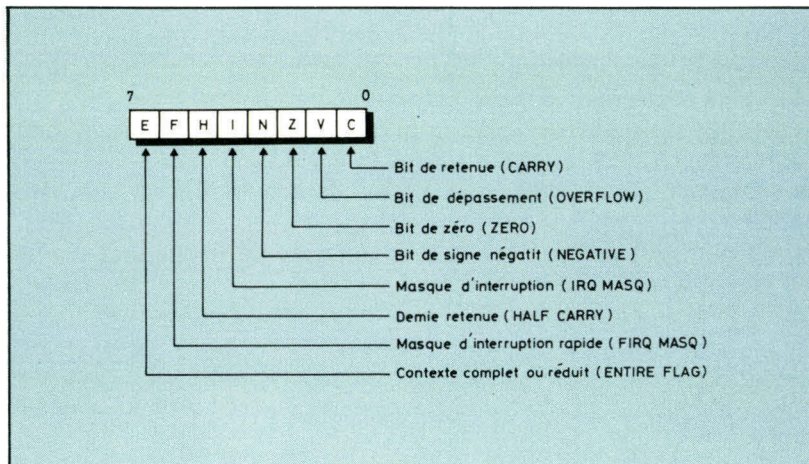 7 0
E F H I N Z V C
Bit de retenue (CARRY)
Bit de dépassement (OVERFLOW)
Bit de zéro (ZERO)
Bit de signe négatit (NEGATIVE)
Masque d'interruption (IRQ MASQ)
Demie retenue (HALF CARRY)
Masque d'interruption rapide (FIRQ MASQ)
Contexte complet ou réduit (ENTIRE FLAG)